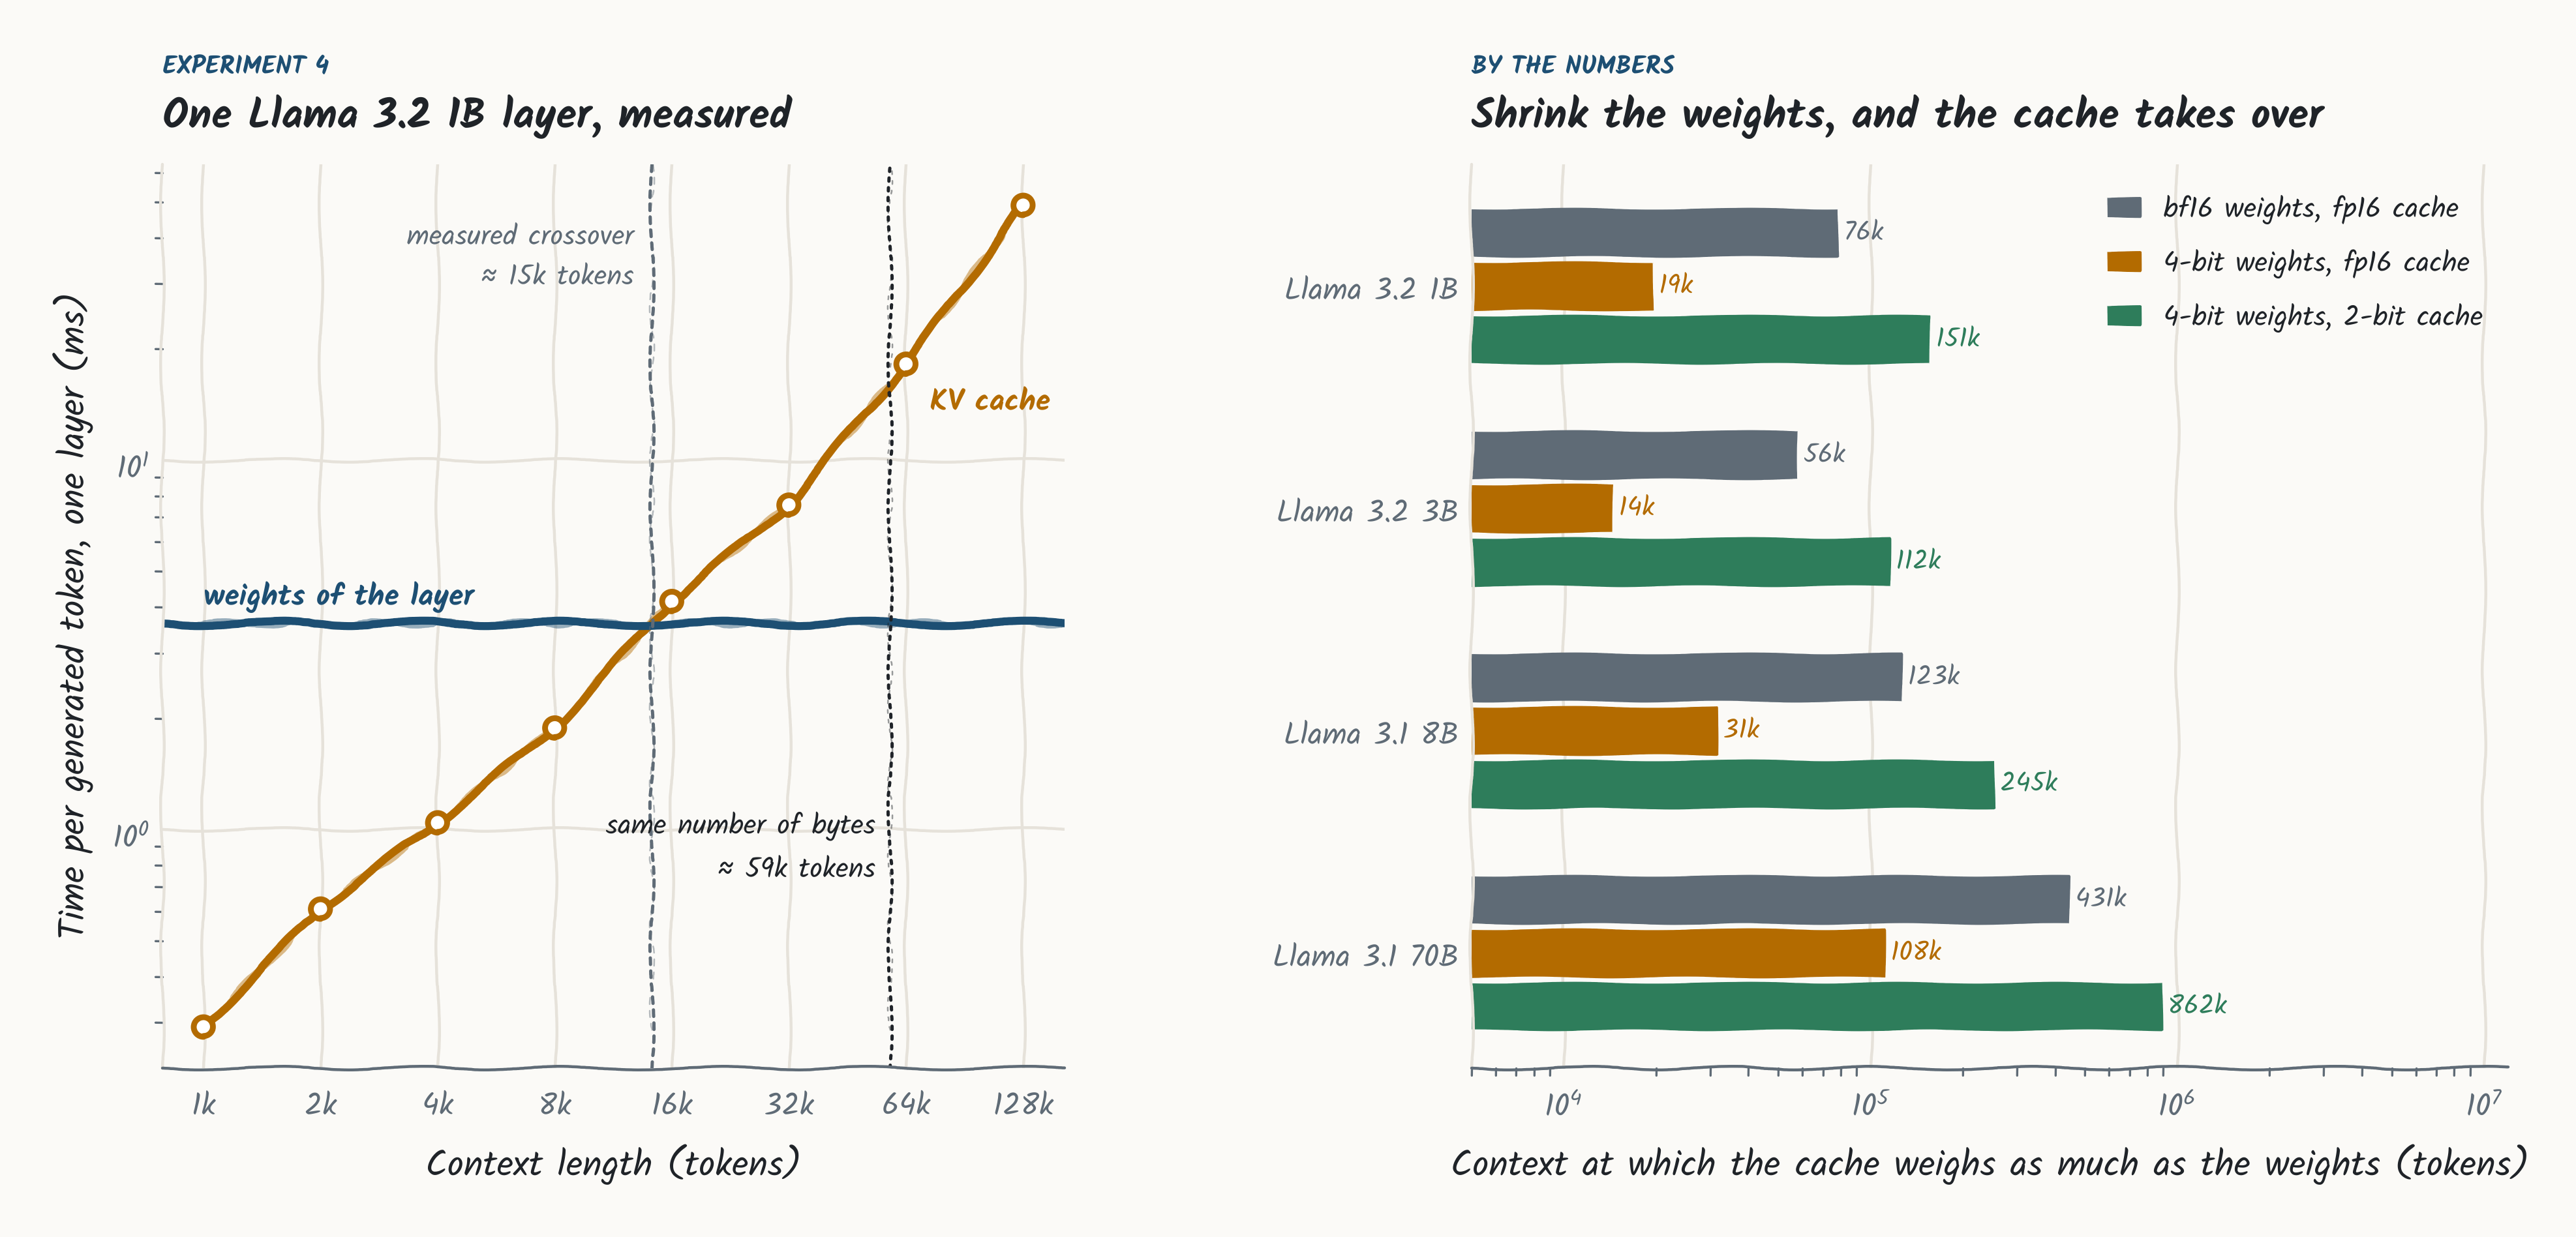 EXPERIMENT 4
One Llama 3.2 1B layer, measured
Time per generated token, one layer (ms)
10¹
10⁰
measured crossover
≈ 15k tokens
KV cache
weights of the layer
same number of bytes
≈ 59k tokens
1k 2k 4k 8k 16k 32k 64k 128k
Context length (tokens)
BY THE NUMBERS
Shrink the weights, and the cache takes over
bf16 weights, fp16 cache
4-bit weights, fp16 cache
4-bit weights, 2-bit cache
Llama 3.2 1B
76k
19k
151k
Llama 3.2 3B
56k
14k
112k
Llama 3.1 8B
123k
31k
245k
Llama 3.1 70B
431k
108k
862k
10⁴ 10⁵ 10⁶ 10⁷
Context at which the cache weighs as much as the weights (tokens)